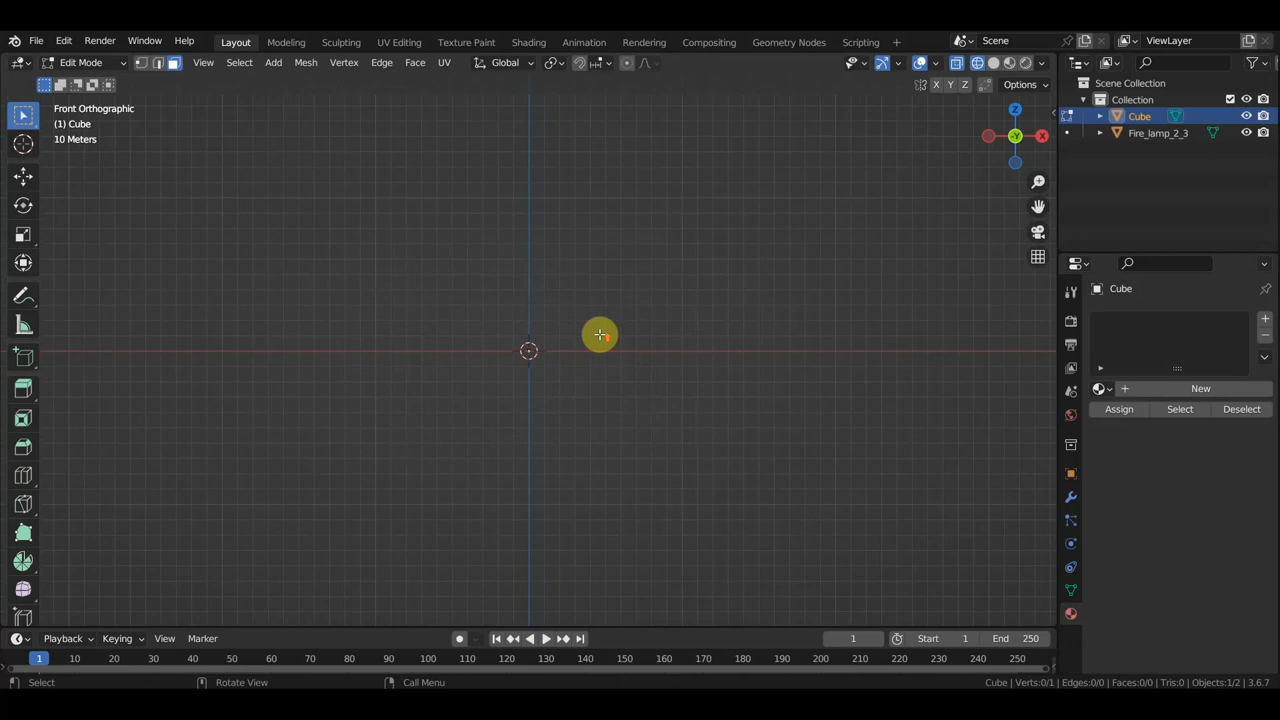 File Edit Render Window Help Layout Modeling Sculpting UV Editing Texture Paint Shading Animation Rendering Compositing Geometry Nodes Scripting + Scene ViewLayer
Edit Mode View Select Add Mesh Vertex Edge Face UV Global
X Y Z Options
Front Orthographic
(1) Cube
10 Meters
Z
-Y X
Scene Collection
Collection
Cube
Fire_lamp_2_3
Cube
New
Assign Select Deselect
Playback Keying View Marker 1 Start 1 End 250
1 10 20 30 40 50 60 70 80 90 100 110 120 130 140 150 160 170 180 190 200 210 220 230 240 250
Select Rotate View Call Menu Cube | Verts:0/1 | Edges:0/0 | Faces:0/0 | Tris:0 | Objects:1/2 | 3.6.7